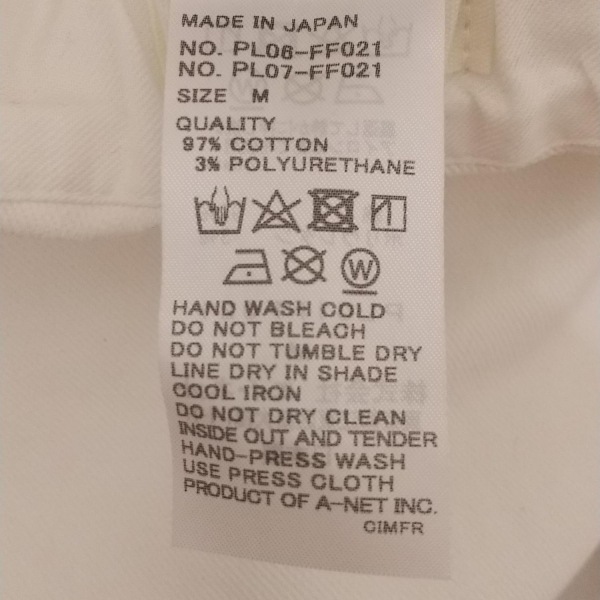 MADE IN JAPAN
NO. PL06-FF021
NO. PL07-FF021
SIZE M
QUALITY
97% COTTON
3% POLYURETHANE
W
HAND WASH COLD
DO NOT BLEACH
DO NOT TUMBLE DRY
LINE DRY IN SHADE
COOL IRON
DO NOT DRY CLEAN
INSIDE OUT AND TENDER
HAND-PRESS WASH
USE PRESS CLOTH
PRODUCT OF A-NET INC.
CIMFR